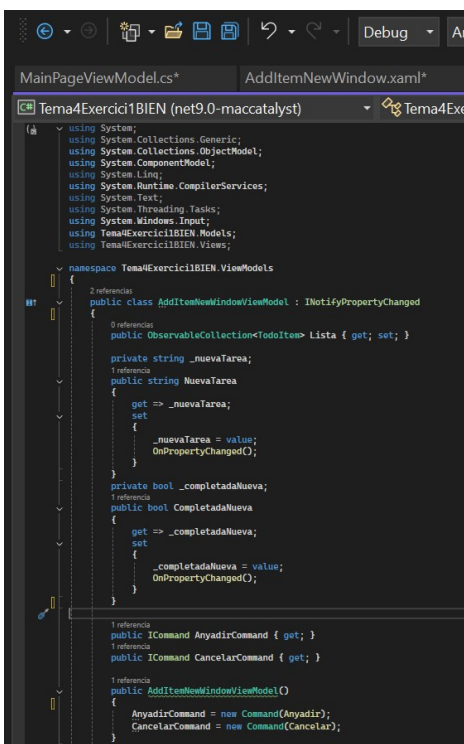 Debug
MainPageViewModel.cs*
AddItemNewWindow.xaml*
C# Tema4Exercici1BIEN (net9.0-maccatalyst)
Tema4Exe
using System;
using System.Collections.Generic;
using System.Collections.ObjectModel;
using System.ComponentModel;
using System.Linq;
using System.Runtime.CompilerServices;
using System.Text;
using System.Threading.Tasks;
using System.Windows.Input;
using Tema4Exercici1BIEN.Models;
using Tema4Exercici1BIEN.Views;
namespace Tema4Exercici1BIEN.ViewModels
{
2 referencias
public class AddItemNewWindowViewModel : INotifyPropertyChanged
{
0 referencias
public ObservableCollection<TodoItem> Lista { get; set; }
private string _nuevaTarea;
1 referencia
public string NuevaTarea
{
get => _nuevaTarea;
set
{
_nuevaTarea = value;
OnPropertyChanged();
}
}
private bool _completadaNueva;
1 referencia
public bool CompletadaNueva
{
get => _completadaNueva;
set
{
_completadaNueva = value;
OnPropertyChanged();
}
}
1 referencia
public ICommand AnyadirCommand { get; }
1 referencia
public ICommand CancelarCommand { get; }
1 referencia
public AddItemNewWindowViewModel()
{
AnyadirCommand = new Command(Anyadir);
CancelarCommand = new Command(Cancelar);
}